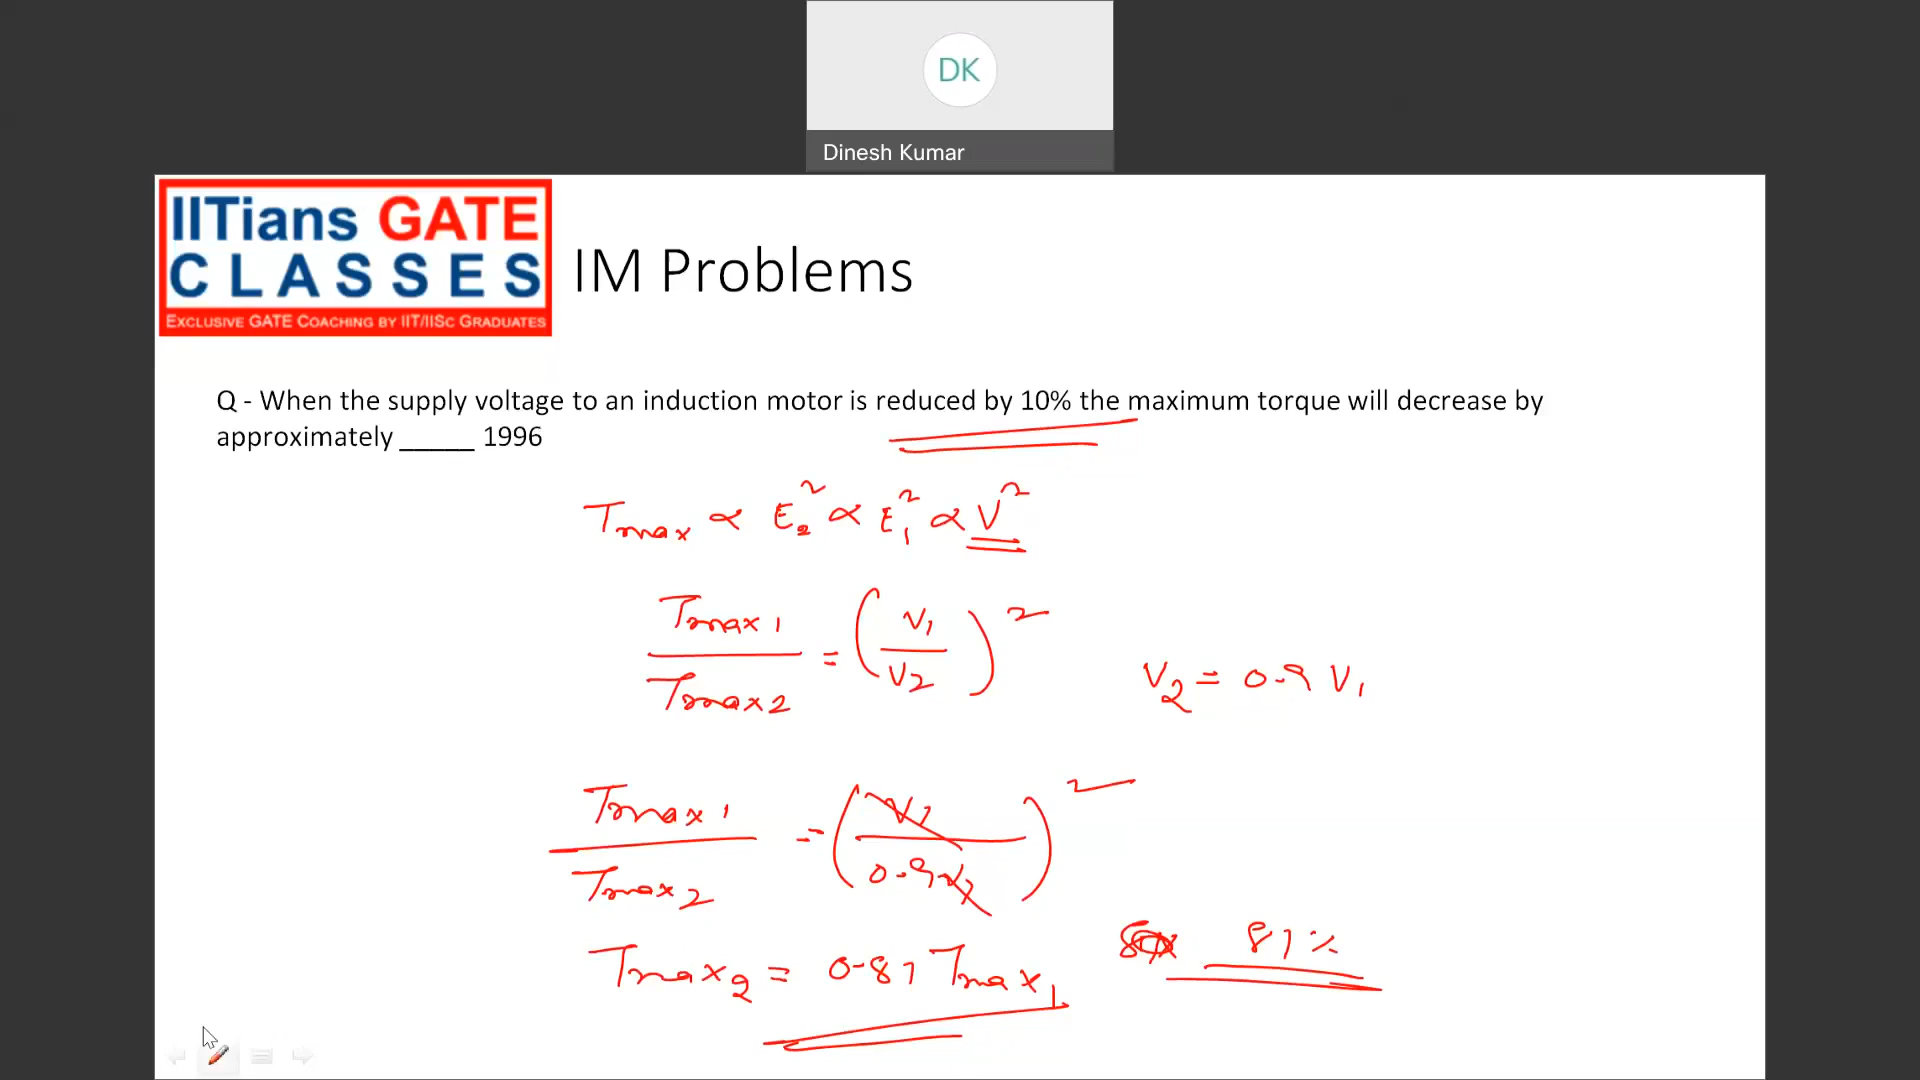 DK
Dinesh Kumar
IITians GATE
CLASSES
EXCLUSIVE GATE COACHING BY IIT/IISC GRADUATES
IM Problems
Q - When the supply voltage to an induction motor is reduced by 10% the maximum torque will decrease by
approximately _____ 1996
Tmax ∝ E₂² ∝ E₁² ∝ V²
Tmax1 / Tmax2 = (V₁ / V₂)²
V₂ = 0.9 V₁
Tmax1 / Tmax2 = (V₁ / 0.9V₁)²
Tmax₂ = 0.81 Tmax₁
81%